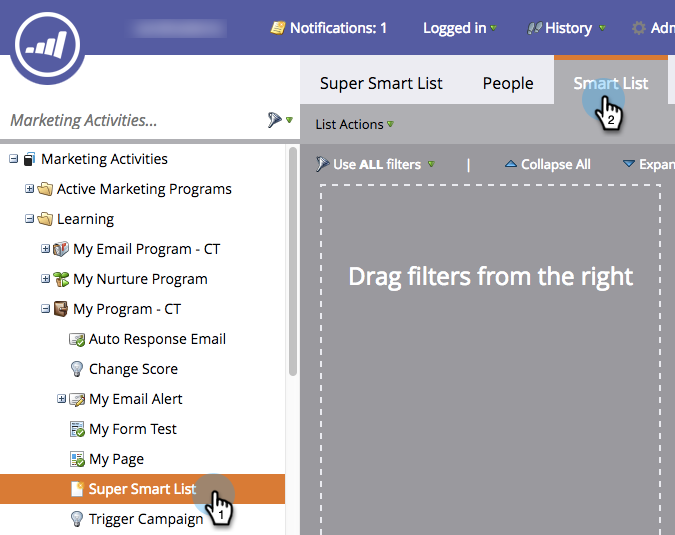 Notifications: 1 Logged in History Adm
Super Smart List People Smart List
2
Marketing Activities...
List Actions
Use ALL filters | Collapse All Expan
Marketing Activities
Active Marketing Programs
Learning
My Email Program - CT
My Nurture Program
My Program - CT
Auto Response Email
Change Score
My Email Alert
My Form Test
My Page
Super Smart List
1
Trigger Campaign
Drag filters from the right